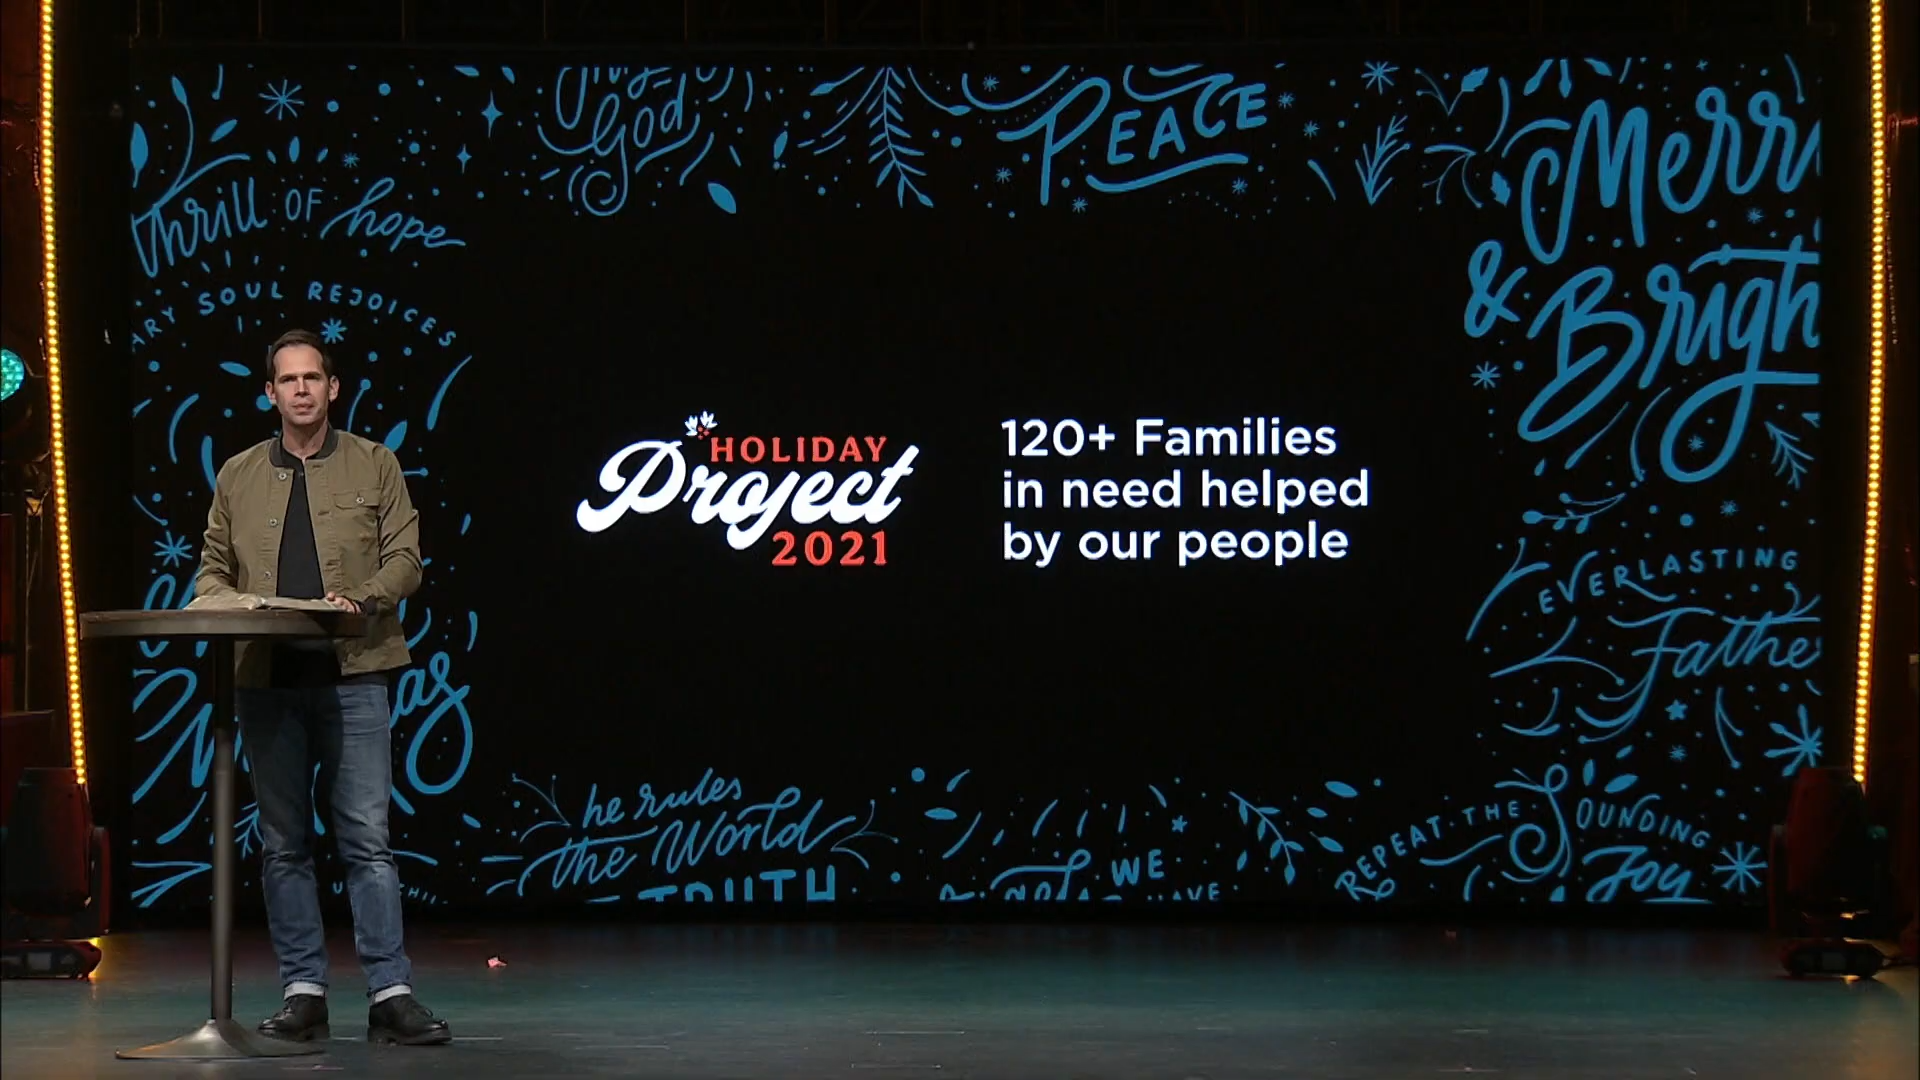 God
PEACE
Merr
& Brigh
Thrill OF hope
SOUL REJOICES
HOLIDAY
Project
2021
120+ Families
in need helped
by our people
EVERLASTING
Fathe
he rules
the World
TRUTH
WE
REPEAT THE SOUNDING
Joy